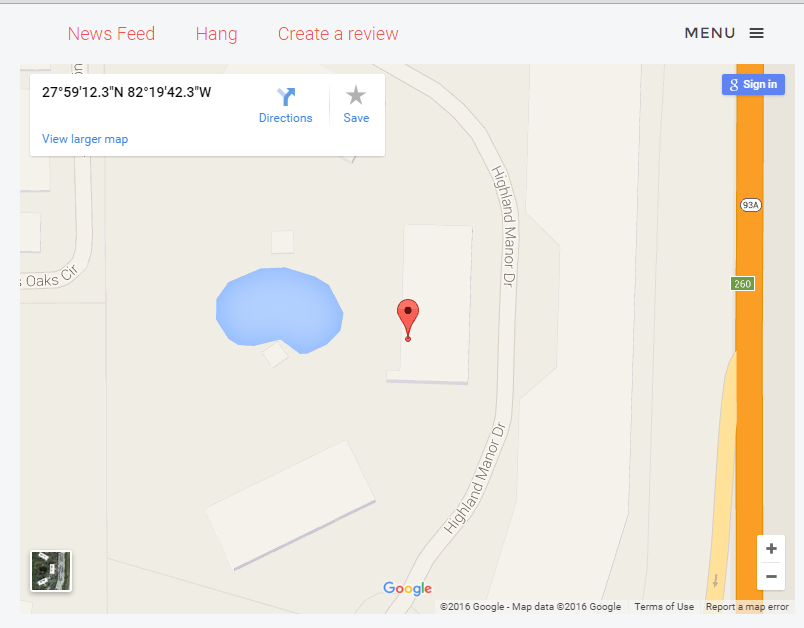 News Feed Hang Create a review MENU
27°59'12.3"N 82°19'42.3"W
Directions Save
View larger map
Sign in
Highland Manor Dr
93A
s Oaks Cir
260
Highland Manor Dr
Google
©2016 Google - Map data ©2016 Google Terms of Use Report a map error